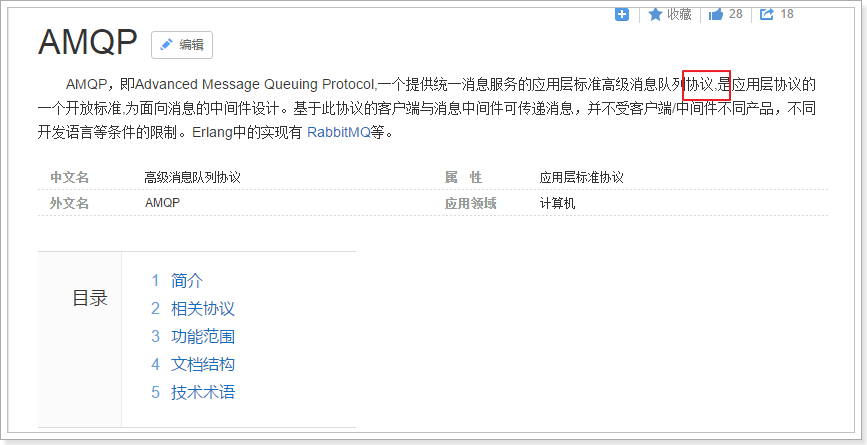 收藏 28 18
AMQP 编辑
AMQP，即Advanced Message Queuing Protocol,一个提供统一消息服务的应用层标准高级消息队列协议,是应用层协议的
一个开放标准,为面向消息的中间件设计。基于此协议的客户端与消息中间件可传递消息，并不受客户端/中间件不同产品，不同
开发语言等条件的限制。Erlang中的实现有 RabbitMQ等。
中文名 高级消息队列协议 属 性 应用层标准协议
外文名 AMQP 应用领域 计算机
目录
1 简介
2 相关协议
3 功能范围
4 文档结构
5 技术术语